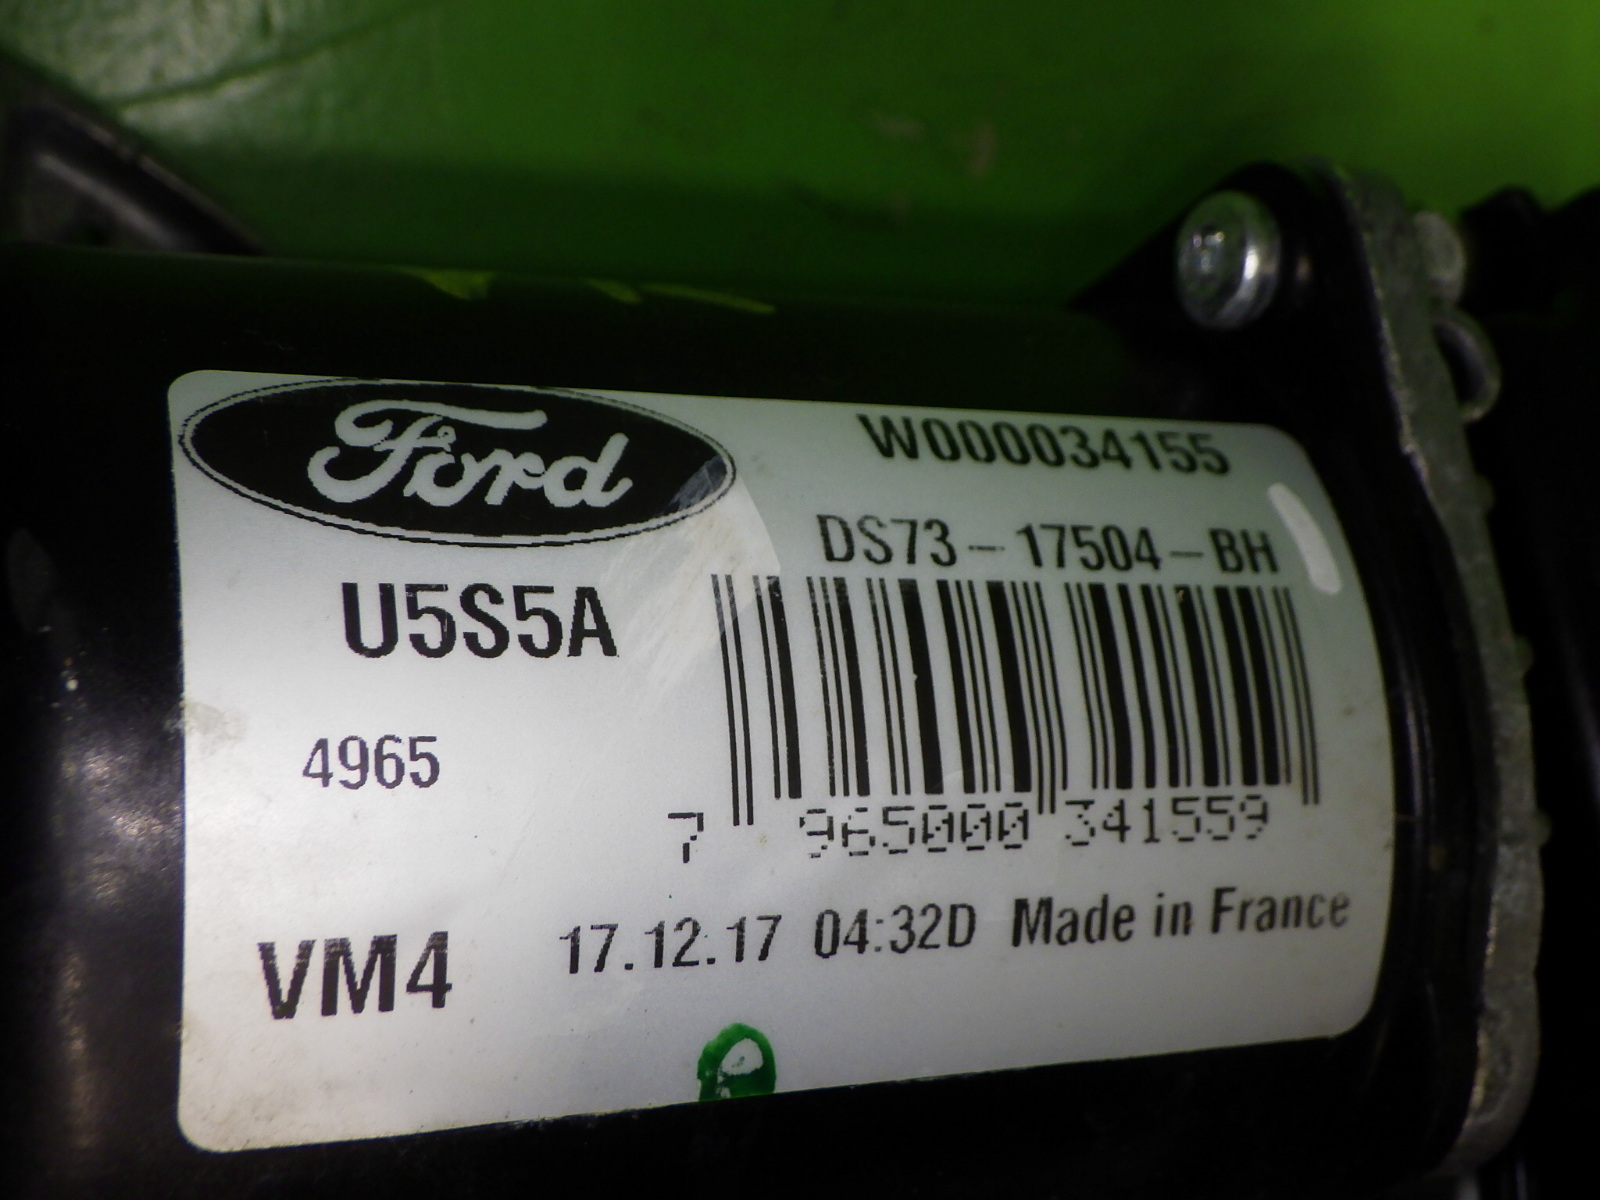 Ford
W000034155
DS73-17504-BH
U5S5A
4965
7 965000 341559
VM4
17.12.17 04:32D Made in France